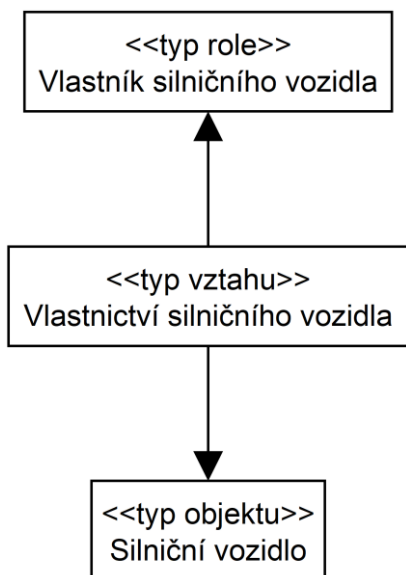 <<typ role>>
Vlastník silničního vozidla
<<typ vztahu>>
Vlastnictví silničního vozidla
<<typ objektu>>
Silniční vozidlo